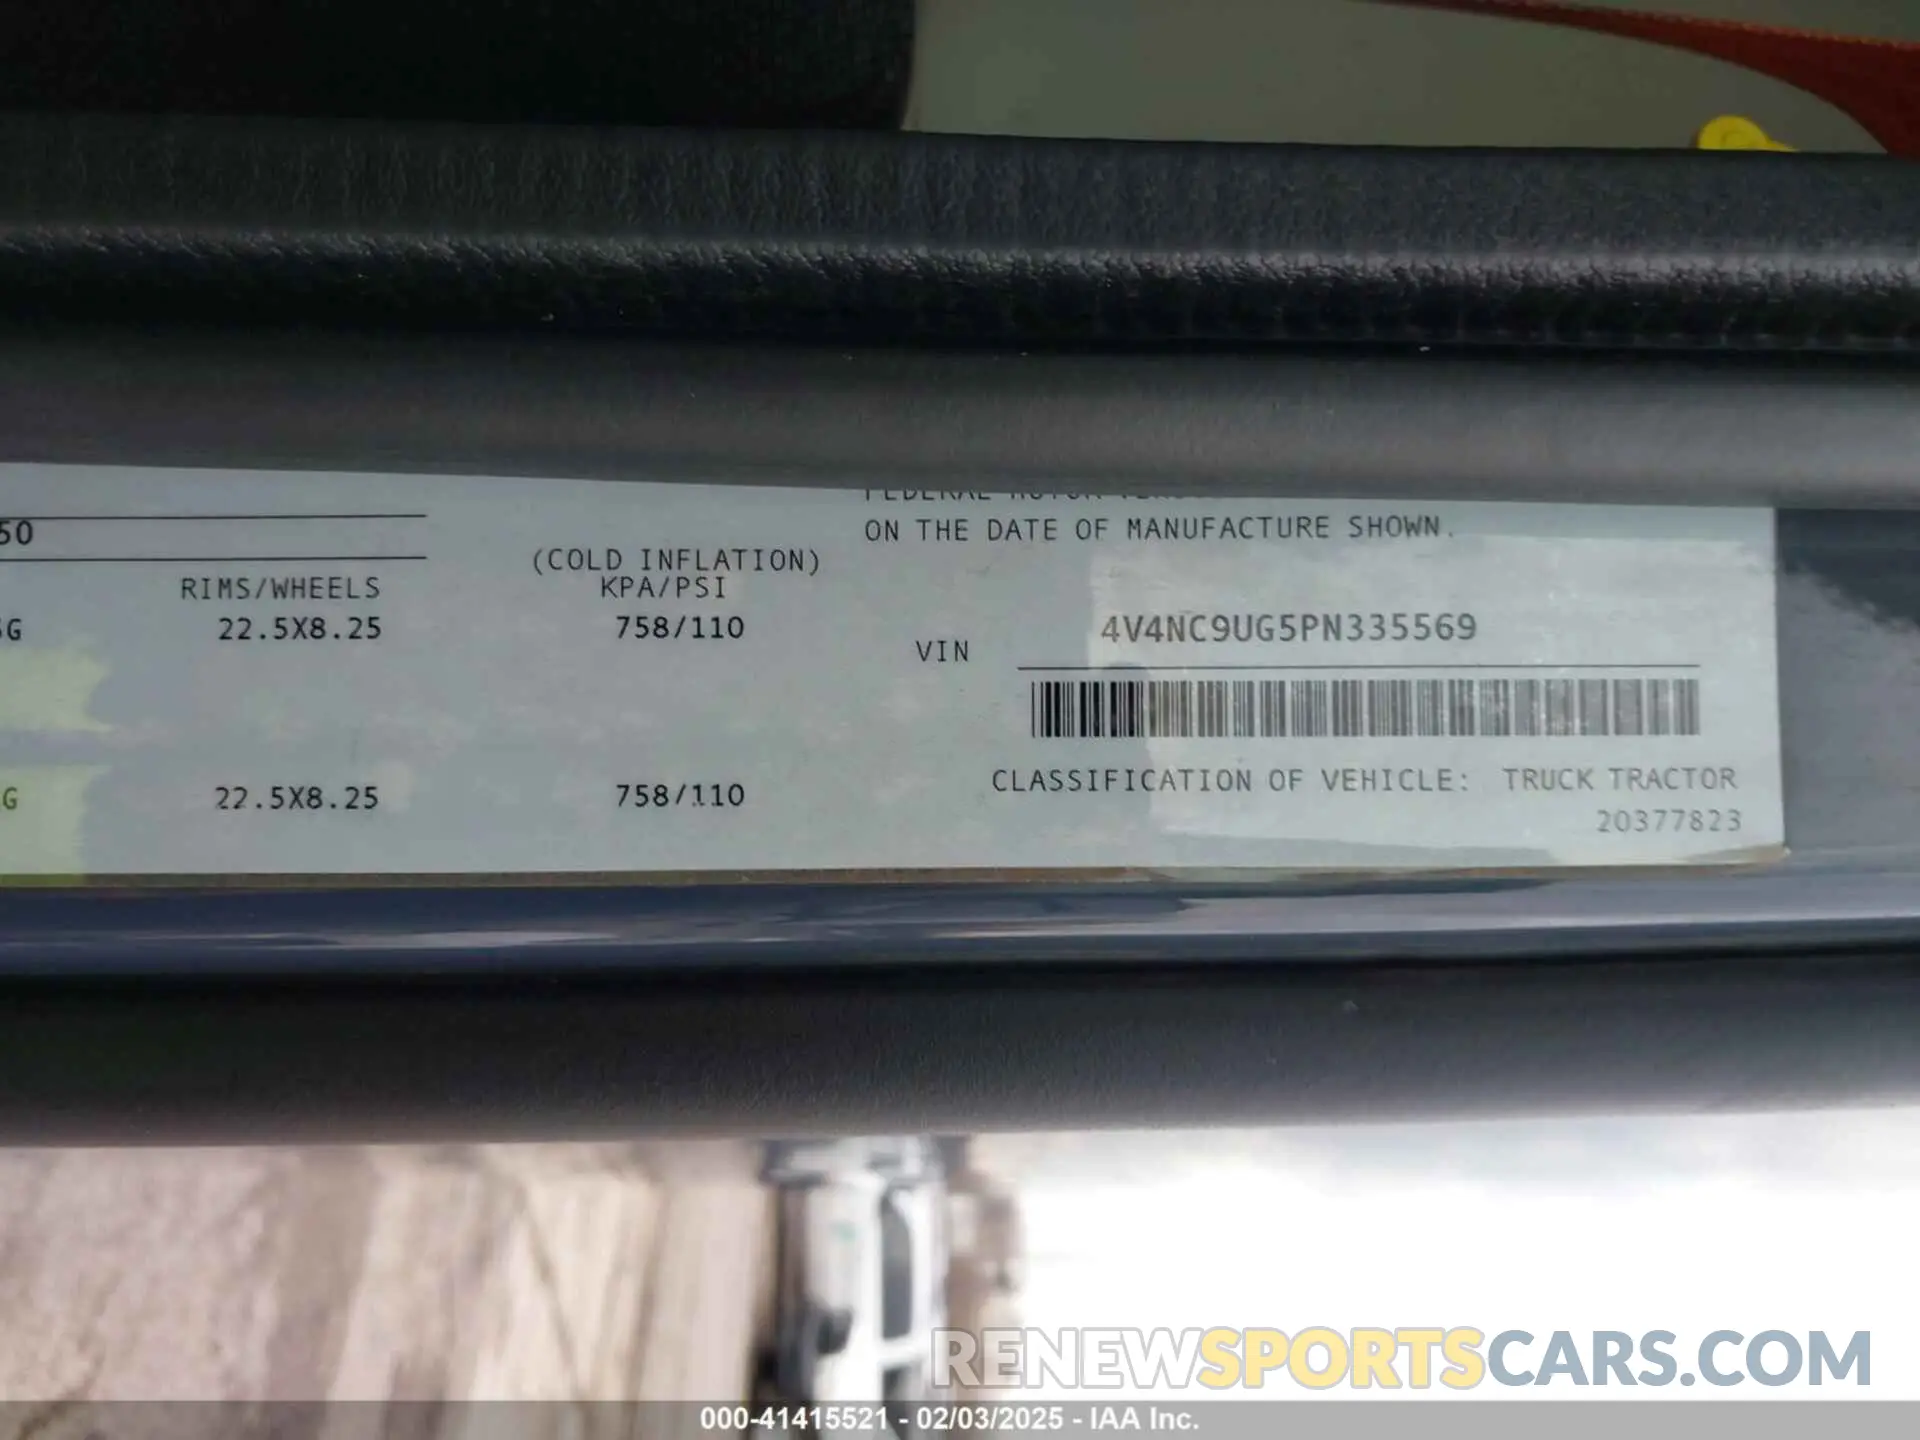 FEDERAL MOTOR
ON THE DATE OF MANUFACTURE SHOWN.
50
(COLD INFLATION)
RIMS/WHEELS KPA/PSI
G 22.5X8.25 758/110
VIN 4V4NC9UG5PN335569
G 22.5X8.25 758/110
CLASSIFICATION OF VEHICLE: TRUCK TRACTOR
20377823
RENEWSPORTSCARS.COM
000-41415521 - 02/03/2025 - IAA Inc.